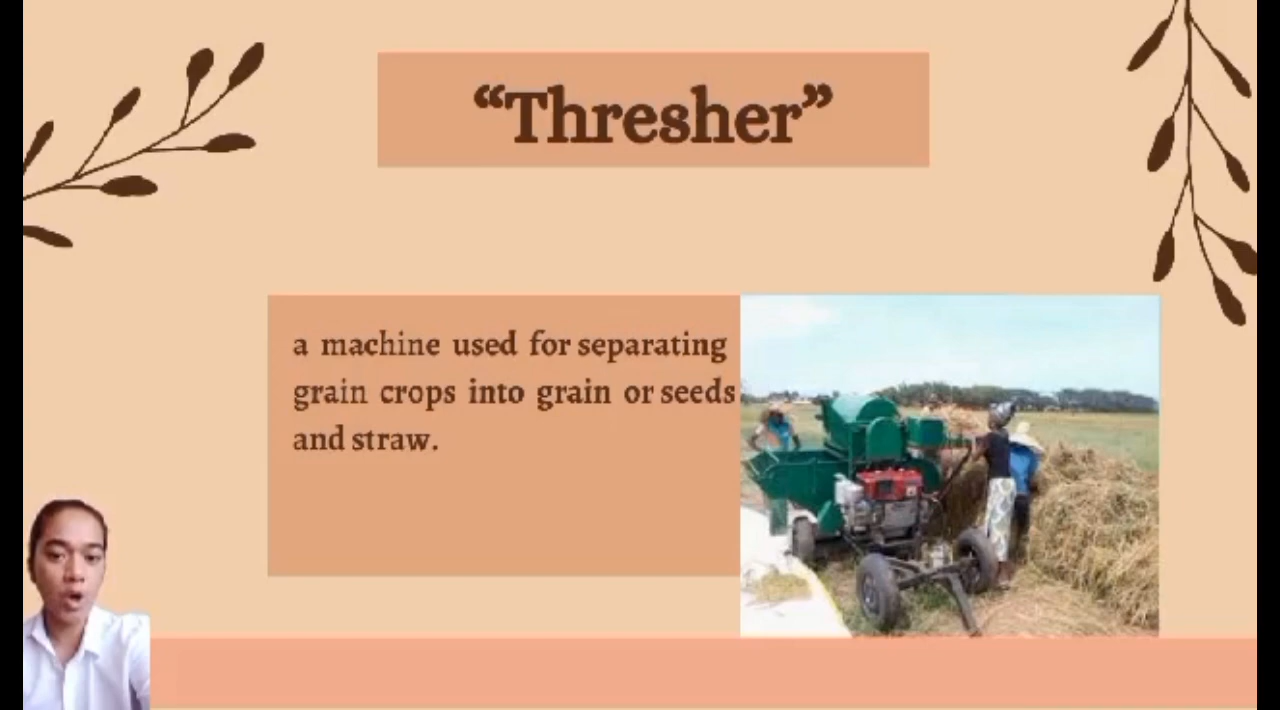 “Thresher”
a machine used for separating
grain crops into grain or seeds
and straw.